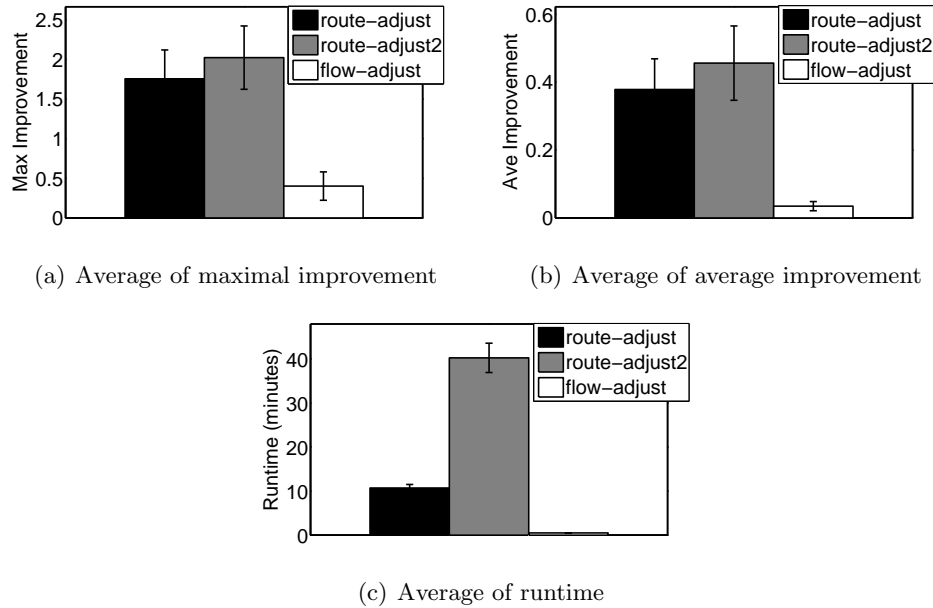 2.5
2
1.5
1
0.5
0
Max Improvement
route-adjust
route-adjust2
flow-adjust
(a) Average of maximal improvement
0.6
0.4
0.2
0
Ave Improvement
route-adjust
route-adjust2
flow-adjust
(b) Average of average improvement
40
30
20
10
0
Runtime (minutes)
route-adjust
route-adjust2
flow-adjust
(c) Average of runtime